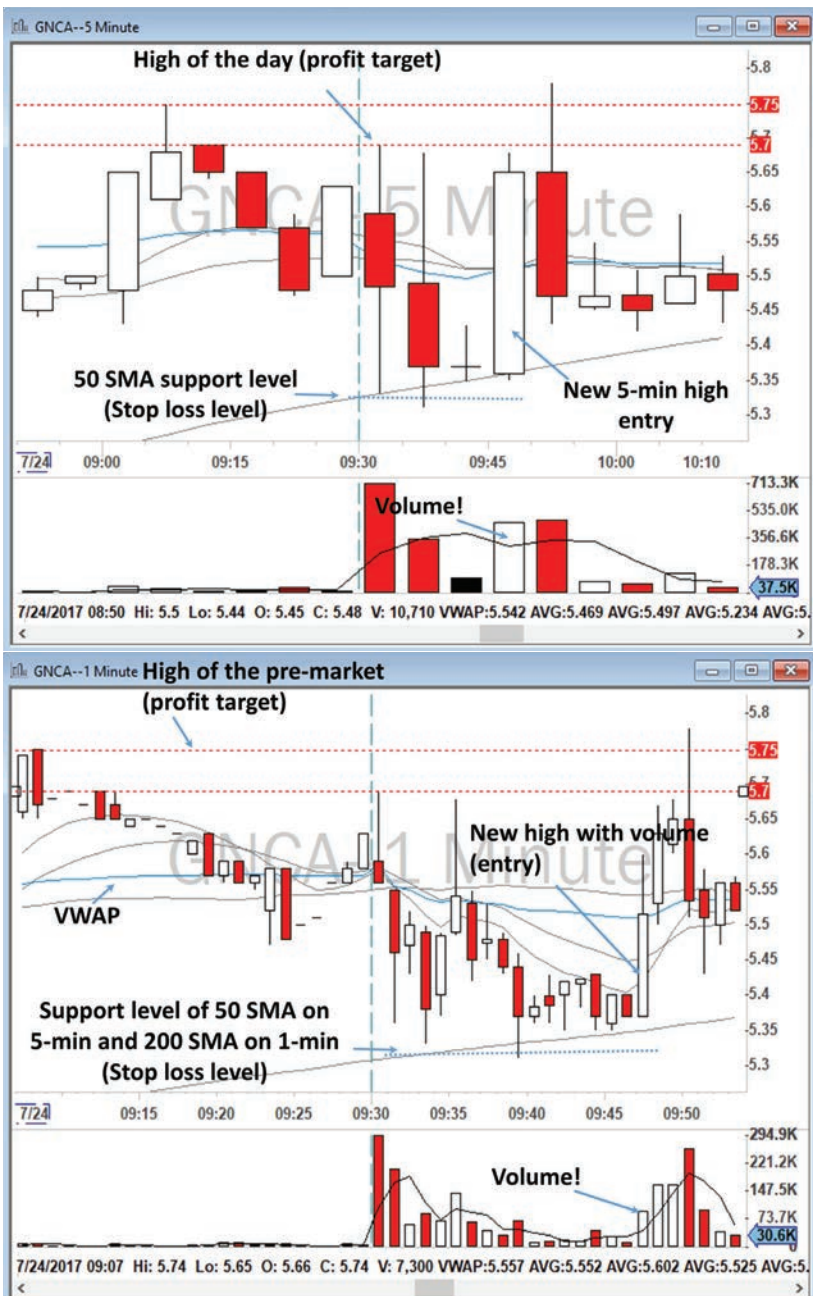 GNCA--5 Minute
High of the day (profit target)
5.8
5.75
5.7
5.7
5.65
GNCA- 5 Minute
5.6
5.55
5.5
5.45
5.4
50 SMA support level
(Stop loss level)
New 5-min high
entry
5.35
5.3
7/24 09:00 09:15 09:30 09:45 10:00 10:10
713.3K
Volume!
535.0K
356.6K
178.3K
37.5K
7/24/2017 08:50 Hi: 5.5 Lo: 5.44 O: 5.45 C: 5.48 V: 10,710 VWAP:5.542 AVG:5.469 AVG:5.497 AVG:5.234 AVG:5.
GNCA--1 Minute
High of the pre-market
(profit target)
5.8
5.75
5.7
5.7
5.65
GNCA- 1 Minute
New high with volume
(entry)
5.6
5.55
VWAP
5.5
5.45
5.4
Support level of 50 SMA on
5-min and 200 SMA on 1-min
(Stop loss level)
5.35
5.3
7/24 09:15 09:20 09:25 09:30 09:35 09:40 09:45 09:50
294.9K
221.2K
Volume!
147.5K
73.7K
30.6K
0
7/24/2017 09:07 Hi: 5.74 Lo: 5.65 O: 5.66 C: 5.74 V: 7,300 VWAP:5.557 AVG:5.552 AVG:5.602 AVG:5.525 AVG:5.